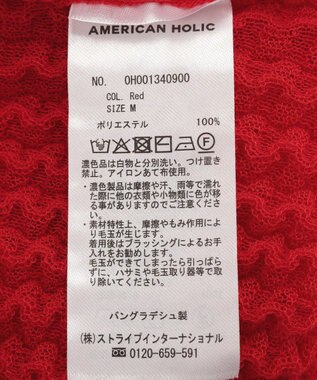 AMERICAN HOLIC
NO. 0H001340900
COL. Red
SIZE M
ポリエステル 100%
濃色品は白物と分別洗い。つけ置き
禁止。アイロンあて布使用。
・濃色製品は摩擦や汗、雨等で濡れ
た際に他の衣類や小物類に色が移
る事がありますのでご注意下さい。
・素材特性上、摩擦やもみ作用によ
り毛玉が生じます。
着用後はブラッシングによるお手
入れをお勧めします。
毛玉ができてしまったら引っぱら
ずに、ハサミや毛玉取り器等で取
り除いて下さい。
バングラデシュ製
(株)ストライプインターナショナル
0120-659-591